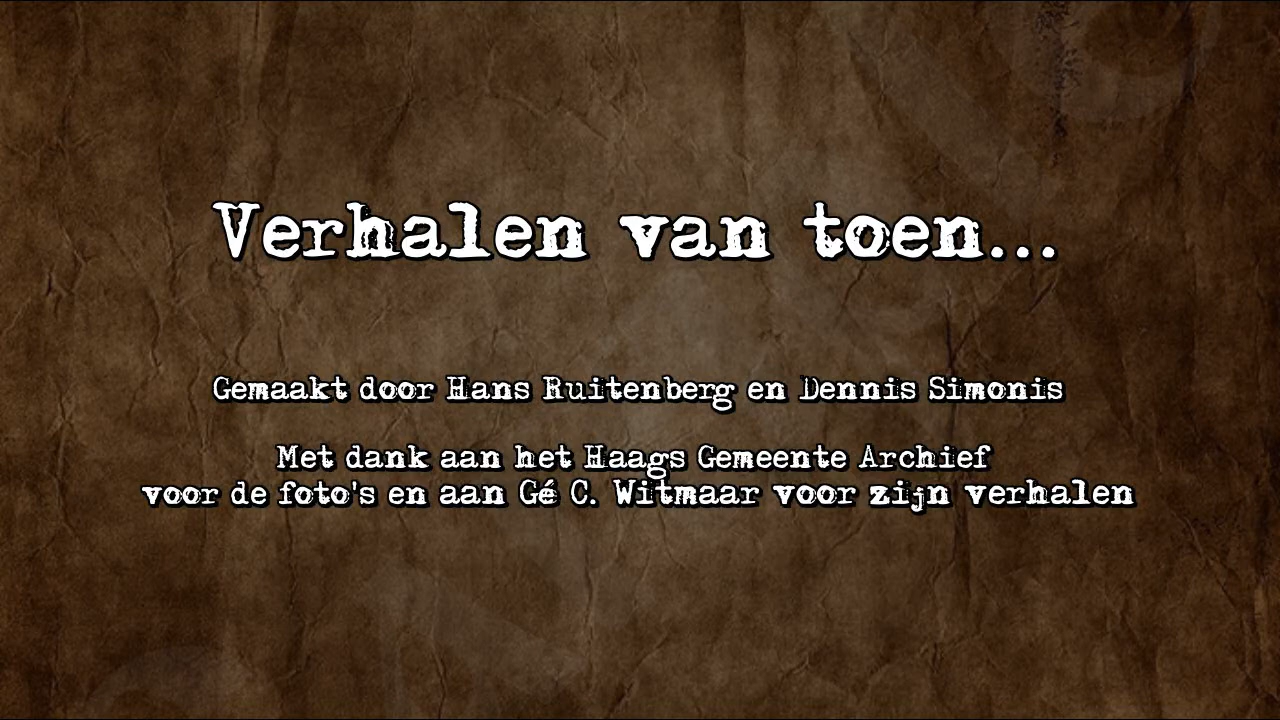 Verhalen van toen...
Gemaakt door Hans Ruitenberg en Dennis Simonis
Met dank aan het Haags Gemeente Archief
voor de foto's en aan Gé C. Witmaar voor zijn verhalen